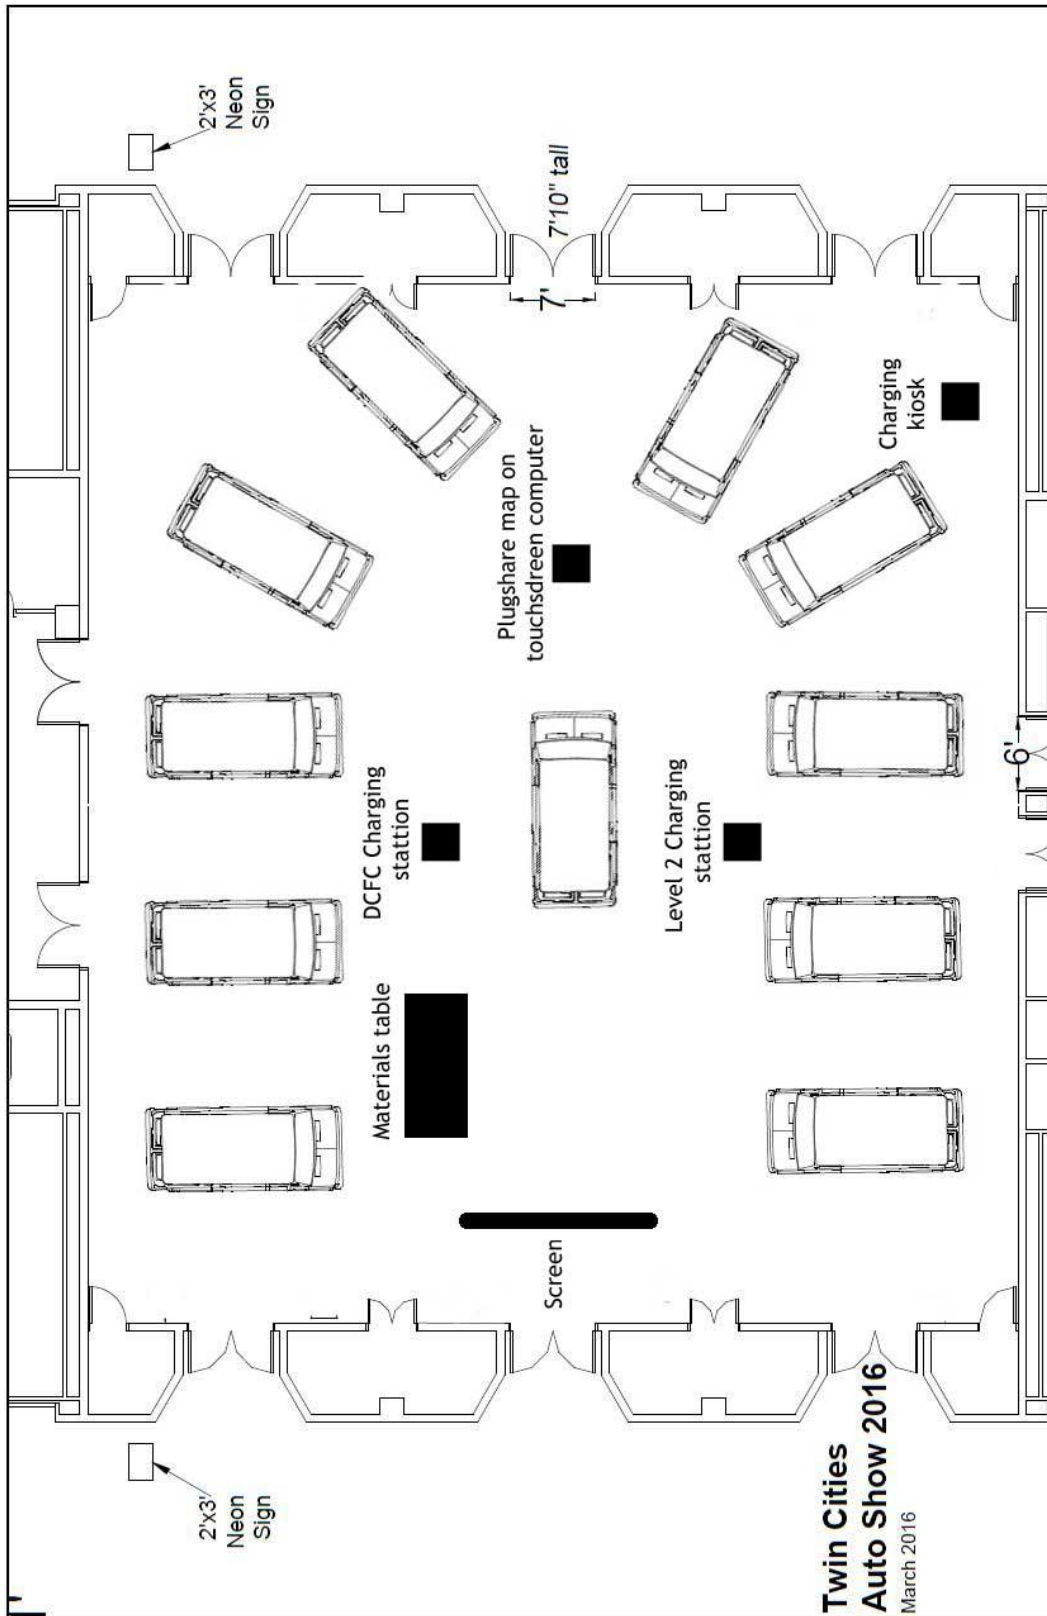 2'x3'
Neon
Sign
7'10" tall
7'
Charging
kiosk
Plugshare map on
touchsdreen computer
DCFC Charging
stattion
Level 2 Charging
stattion
6'
Materials table
Screen
2'x3'
Neon
Sign
Twin Cities
Auto Show 2016
March 2016